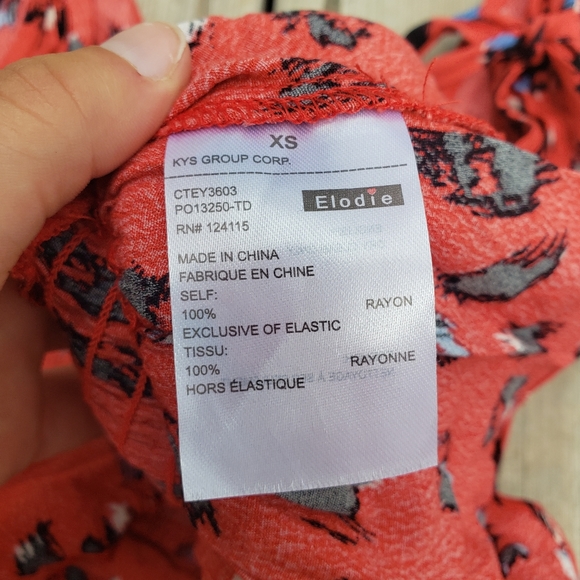 XS
KYS GROUP CORP.
CTEY3603
PO13250-TD
Elodie
RN# 124115
MADE IN CHINA
FABRIQUE EN CHINE
SELF:
100% RAYON
EXCLUSIVE OF ELASTIC
TISSU:
100% RAYONNE
HORS ÉLASTIQUE